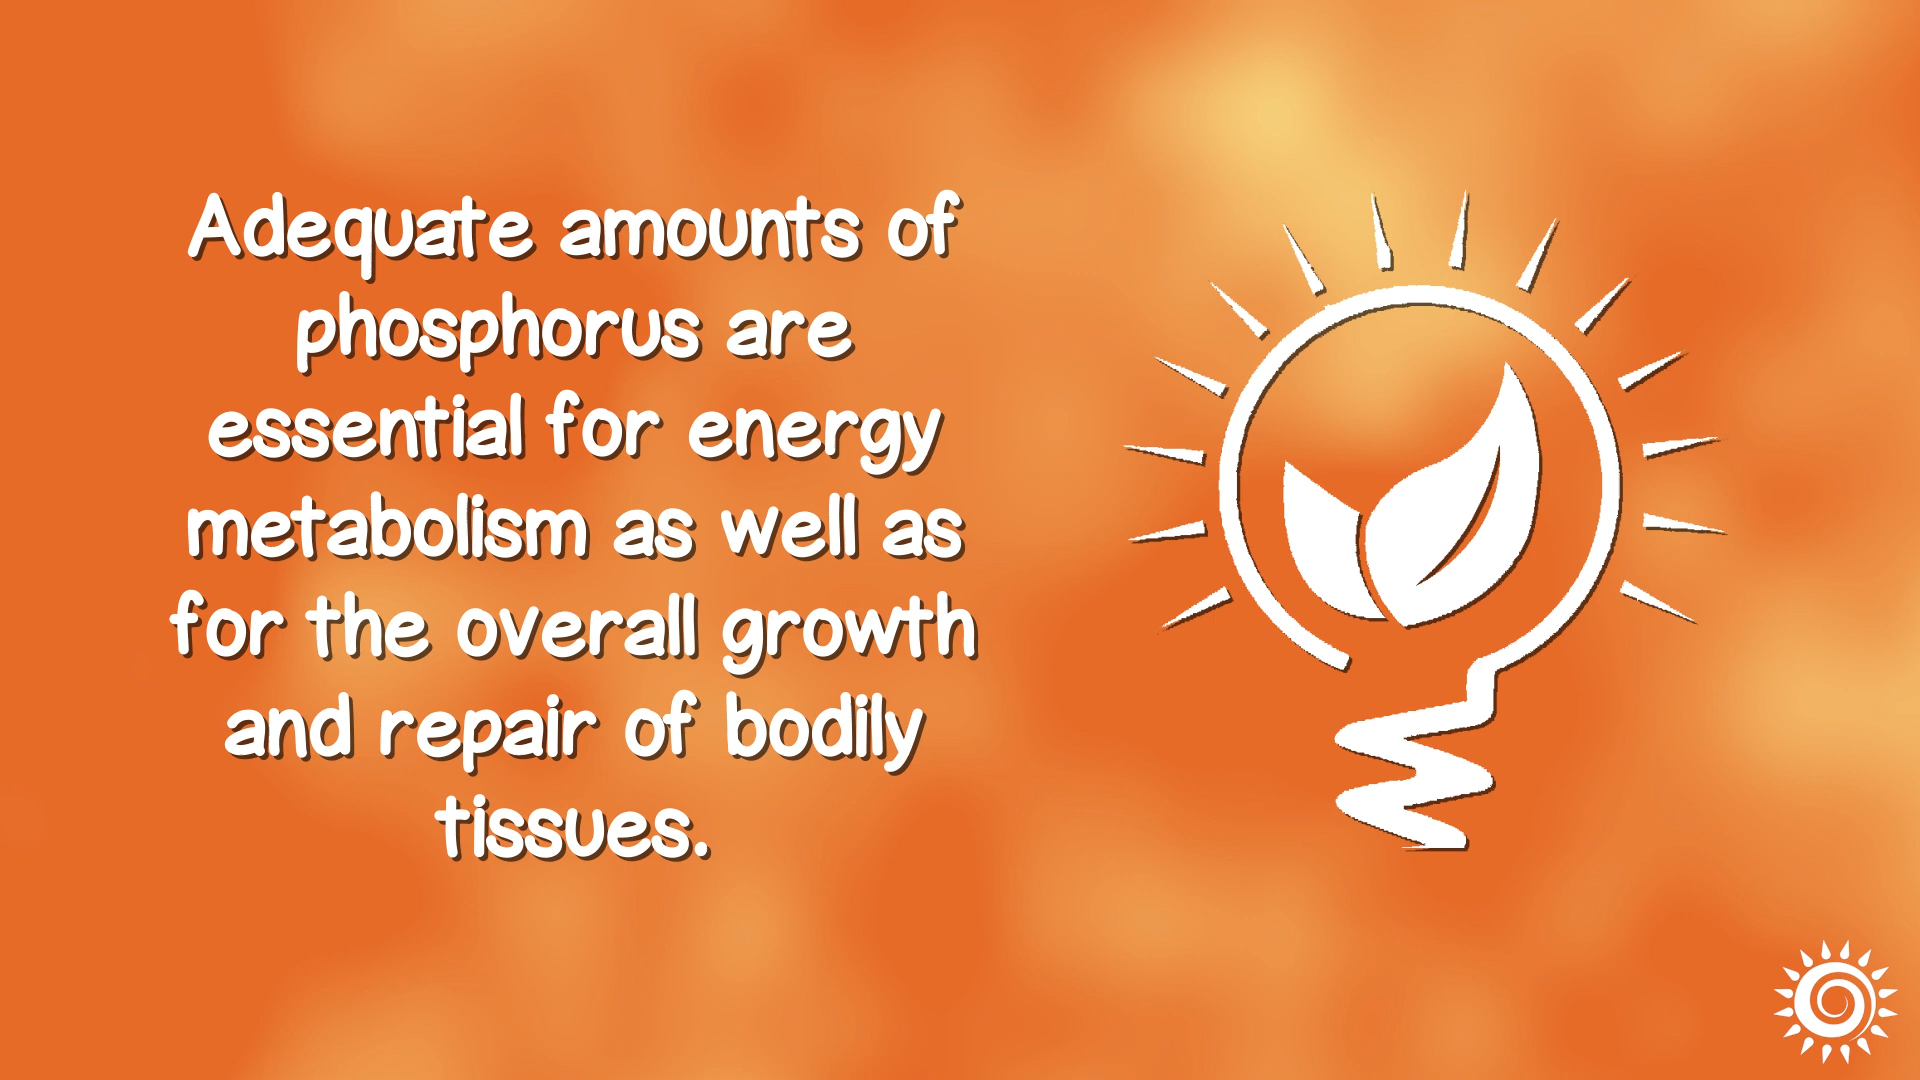 Adequate amounts of
phosphorus are
essential for energy
metabolism as well as
for the overall growth
and repair of bodily
tissues.